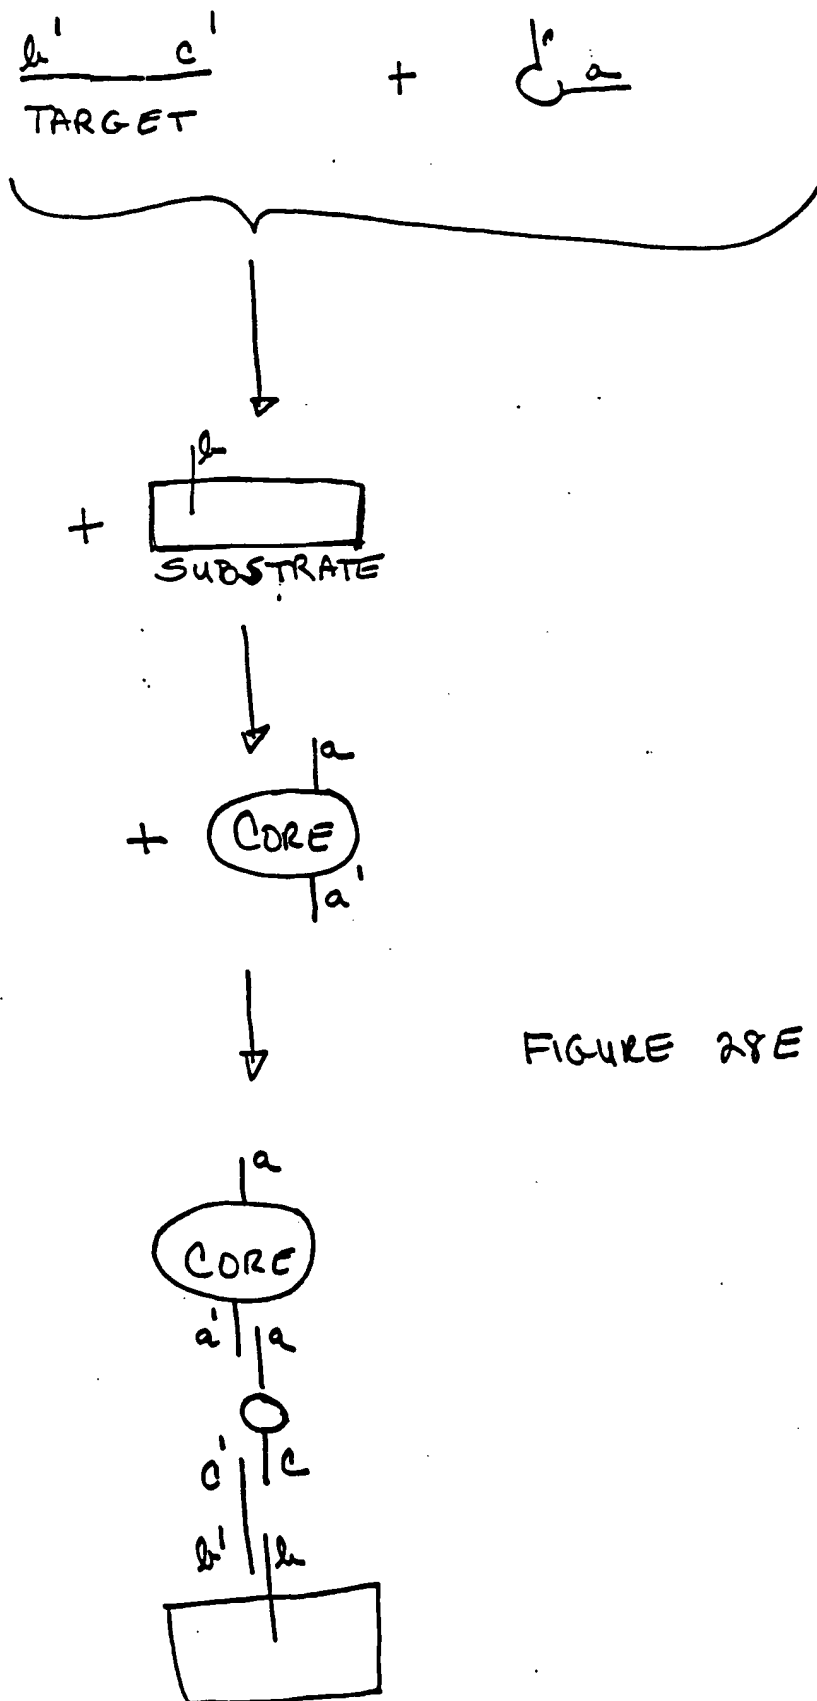 b' c'
+ c a
TARGET
b
+
SUBSTRATE
a
+ CORE
a'
FIGURE 28E
a
CORE
a' a
c' c
b' b